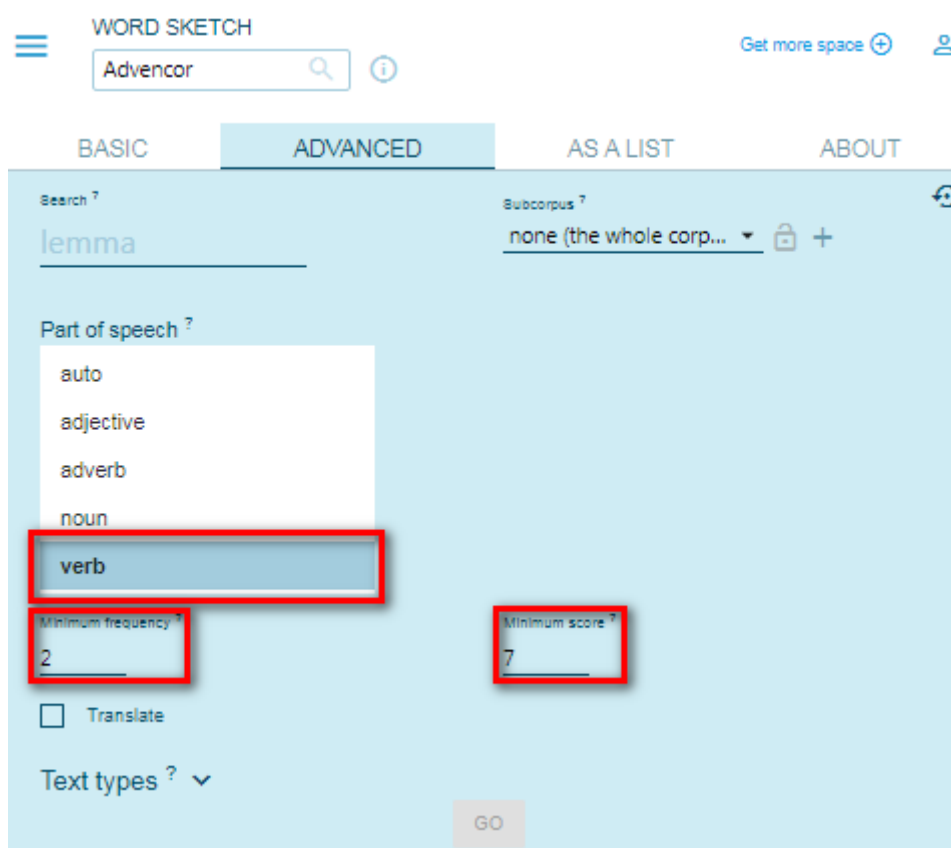 WORD SKETCH
Advencor
Get more space
BASIC ADVANCED AS A LIST ABOUT
Search ?
Subcorpus ?
lemma
none (the whole corp...
Part of speech ?
auto
adjective
adverb
noun
verb
Minimum frequency ?
Minimum score ?
2
7
Translate
Text types ?
GO